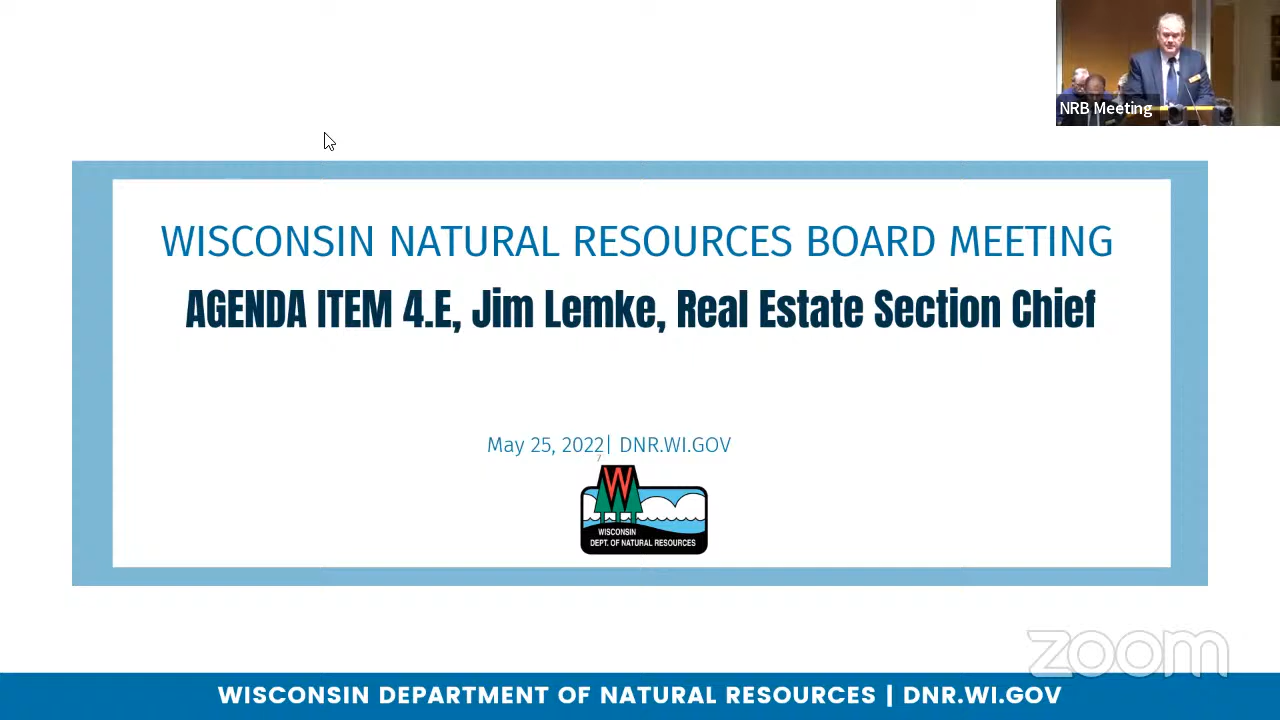 NRB Meeting
WISCONSIN NATURAL RESOURCES BOARD MEETING
AGENDA ITEM 4.E, Jim Lemke, Real Estate Section Chief
May 25, 2022| DNR.WI.GOV
7
W
WISCONSIN
DEPT. OF NATURAL RESOURCES
zoom
WISCONSIN DEPARTMENT OF NATURAL RESOURCES | DNR.WI.GOV